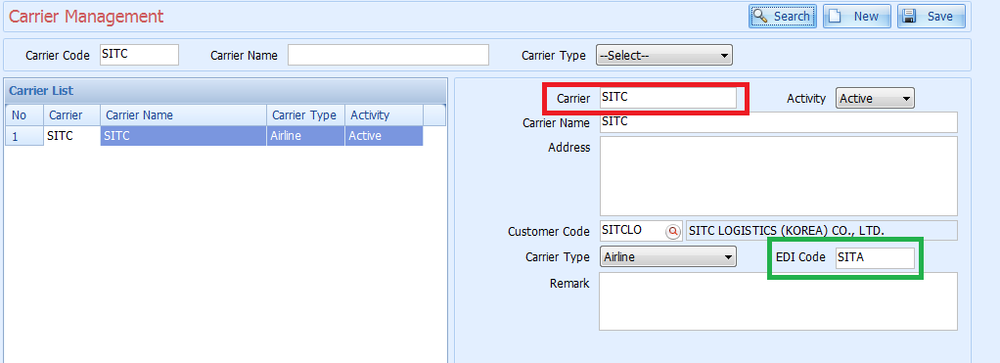 Carrier Management
Search New Save
Carrier Code SITC Carrier Name Carrier Type --Select--
Carrier List
No Carrier Carrier Name Carrier Type Activity
1 SITC SITC Airline Active
Carrier SITC Activity Active
Carrier Name SITC
Address
Customer Code SITCLO SITC LOGISTICS (KOREA) CO., LTD.
Carrier Type Airline EDI Code SITA
Remark